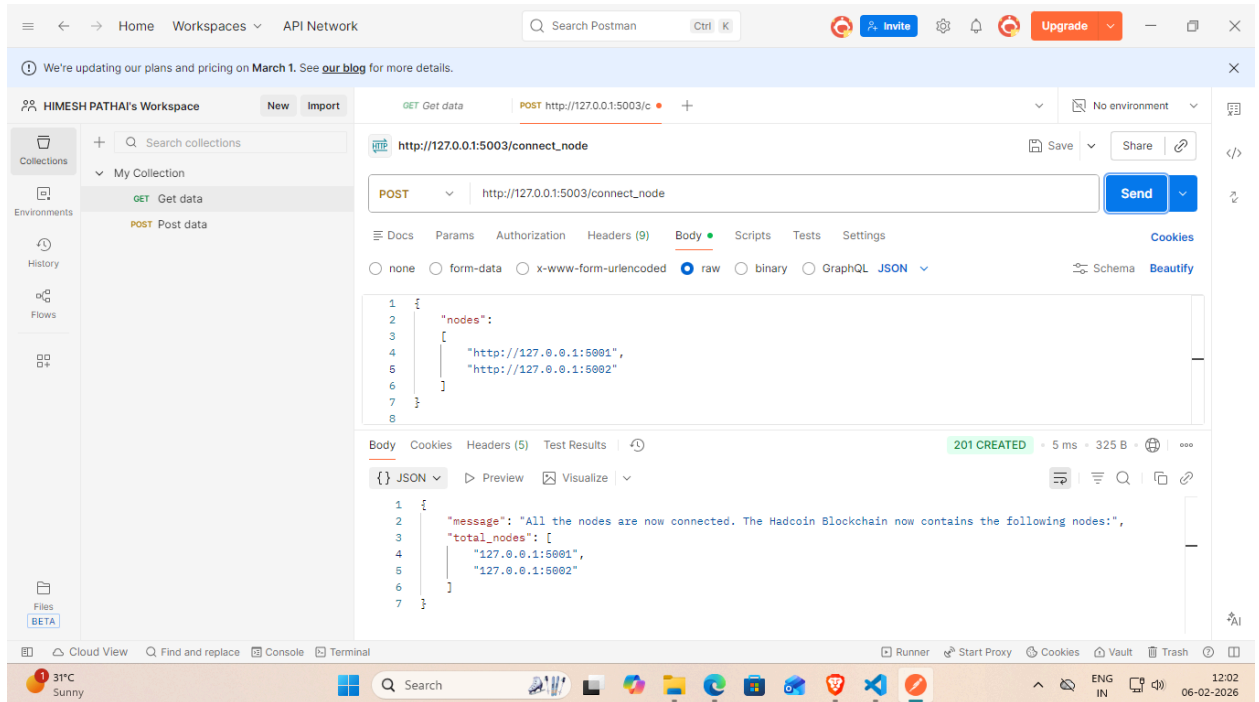 Home Workspaces API Network Search Postman Ctrl K Invite Upgrade
We're updating our plans and pricing on March 1. See our blog for more details.
HIMESH PATHAI's Workspace New Import GET Get data POST http://127.0.0.1:5003/c No environment
Collections
Search collections
My Collection
GET Get data
POST Post data
Environments
History
Flows
Files
BETA
HTTP http://127.0.0.1:5003/connect_node Save Share
POST http://127.0.0.1:5003/connect_node Send
Docs Params Authorization Headers (9) Body Scripts Tests Settings Cookies
none form-data x-www-form-urlencoded raw binary GraphQL JSON Schema Beautify
1 {
2 "nodes":
3 [
4 "http://127.0.0.1:5001",
5 "http://127.0.0.1:5002"
6 ]
7 }
8
Body Cookies Headers (5) Test Results 201 CREATED 5 ms 325 B
{} JSON Preview Visualize
1 {
2 "message": "All the nodes are now connected. The Hadcoin Blockchain now contains the following nodes:",
3 "total_nodes": [
4 "127.0.0.1:5001",
5 "127.0.0.1:5002"
6 ]
7 }
AI
Cloud View Find and replace Console Terminal Runner Start Proxy Cookies Vault Trash
1 31°C
Sunny
Search
ENG
IN
12:02
06-02-2026